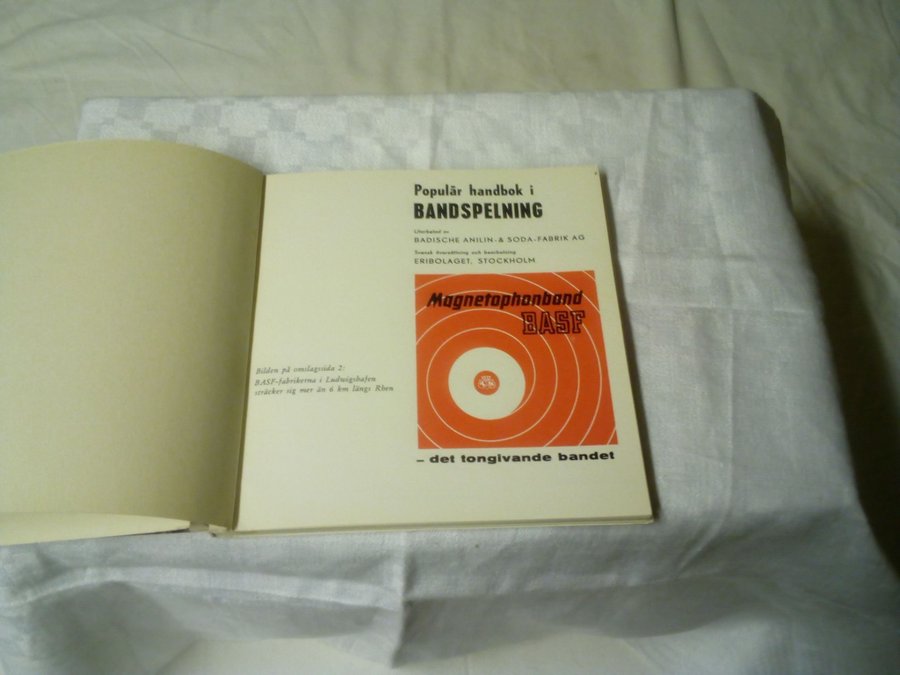 Populär handbok i
BANDSPELNING
Utarbetad av
BADISCHE ANILIN- & SODA-FABRIK AG
Svensk översättning och bearbetning
ERIBOLAGET, STOCKHOLM
Magnetophonband
BASF
– det tongivande bandet
Bilden på omslagssida 2:
BASF-fabrikerna i Ludwigshafen
sträcker sig mer än 6 km längs Rhen